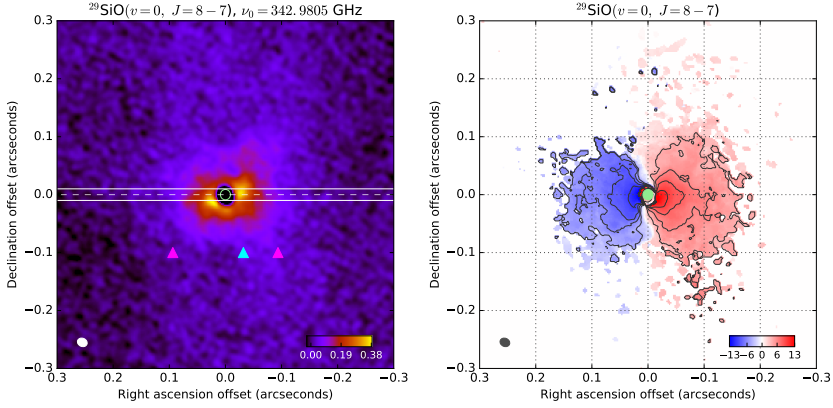 ²⁹SiO(v=0, J=8−7), ν₀=342.9805 GHz
0.3
0.2
0.1
0.0
−0.1
−0.2
−0.3
Declination offset (arcseconds)
0.00 0.19 0.38
0.3 0.2 0.1 0.0 −0.1 −0.2 −0.3
Right ascension offset (arcseconds)
²⁹SiO(v=0, J=8−7)
0.3
0.2
0.1
0.0
−0.1
−0.2
−0.3
Declination offset (arcseconds)
−13 −6 0 6 13
0.3 0.2 0.1 0.0 −0.1 −0.2 −0.3
Right ascension offset (arcseconds)